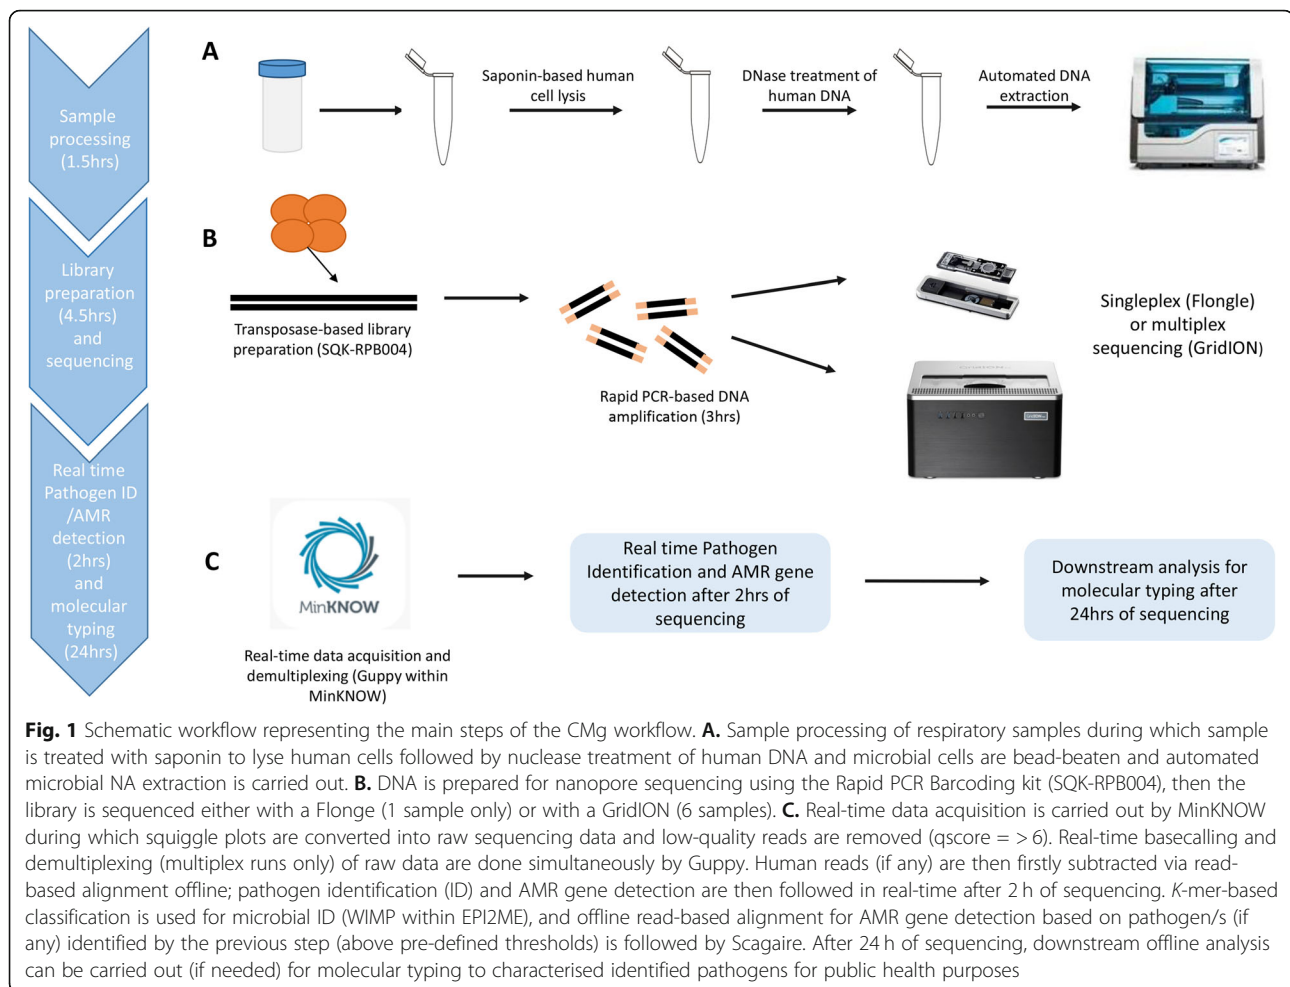 Sample
processing
(1.5hrs)
Library
preparation
(4.5hrs)
and
sequencing
Real time
Pathogen ID
/AMR
detection
(2hrs)
and
molecular
typing
(24hrs)
A
Saponin-based human
cell lysis
DNase treatment of
human DNA
Automated DNA
extraction
B
Transposase-based library
preparation (SQK-RPB004)
Rapid PCR-based DNA
amplification (3hrs)
Singleplex (Flongle)
or multiplex
sequencing (GridION)
C
MinKNOW
Real-time data acquisition and
demultiplexing (Guppy within
MinKNOW)
Real time Pathogen
Identification and AMR gene
detection after 2hrs of
sequencing
Downstream analysis for
molecular typing after
24hrs of sequencing
Fig. 1 Schematic workflow representing the main steps of the CMg workflow. A. Sample processing of respiratory samples during which sample
is treated with saponin to lyse human cells followed by nuclease treatment of human DNA and microbial cells are bead-beaten and automated
microbial NA extraction is carried out. B. DNA is prepared for nanopore sequencing using the Rapid PCR Barcoding kit (SQK-RPB004), then the
library is sequenced either with a Flonge (1 sample only) or with a GridION (6 samples). C. Real-time data acquisition is carried out by MinKNOW
during which squiggle plots are converted into raw sequencing data and low-quality reads are removed (qscore = > 6). Real-time basecalling and
demultiplexing (multiplex runs only) of raw data are done simultaneously by Guppy. Human reads (if any) are then firstly subtracted via read-
based alignment offline; pathogen identification (ID) and AMR gene detection are then followed in real-time after 2 h of sequencing. K-mer-based
classification is used for microbial ID (WIMP within EPI2ME), and offline read-based alignment for AMR gene detection based on pathogen/s (if
any) identified by the previous step (above pre-defined thresholds) is followed by Scagaire. After 24 h of sequencing, downstream offline analysis
can be carried out (if needed) for molecular typing to characterised identified pathogens for public health purposes